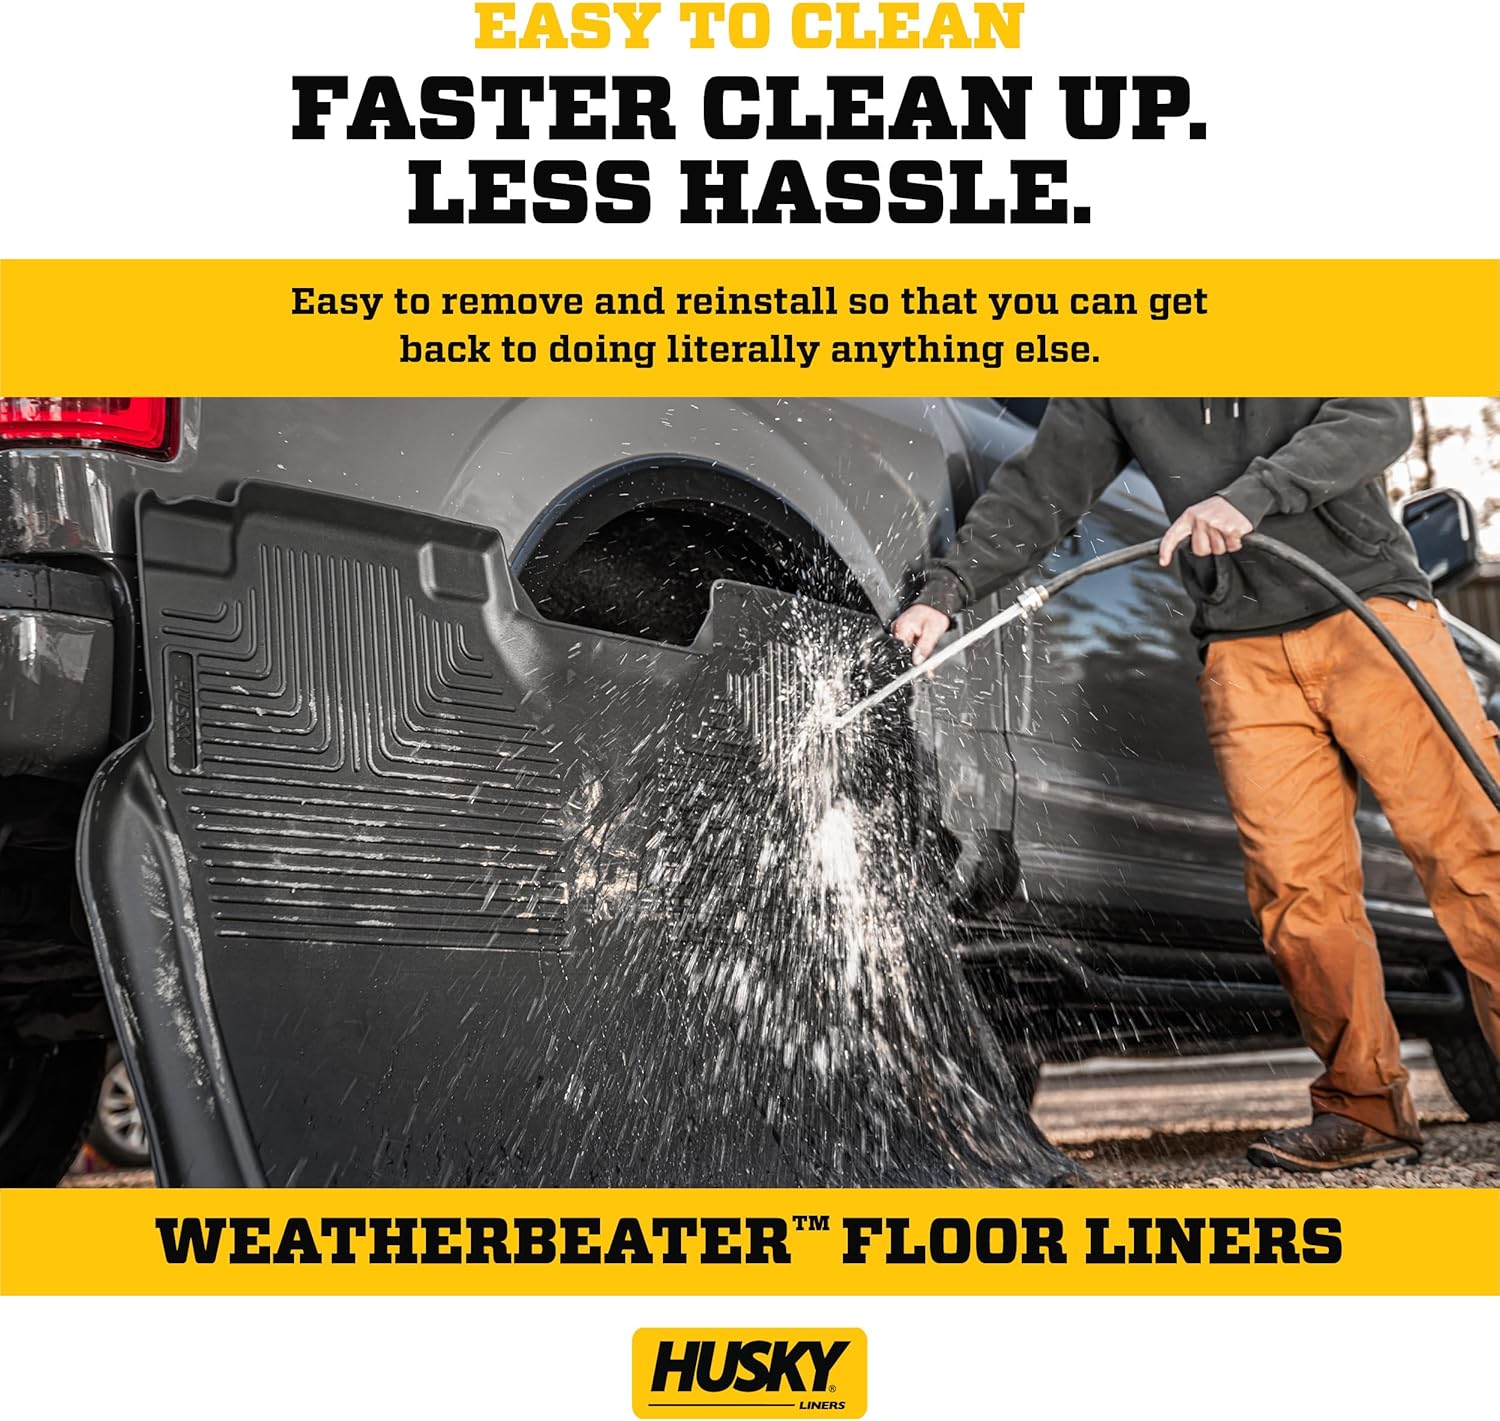 EASY TO CLEAN
FASTER CLEAN UP.
LESS HASSLE.
Easy to remove and reinstall so that you can get
back to doing literally anything else.
HUSKY
WEATHERBEATER™ FLOOR LINERS
HUSKY®
LINERS